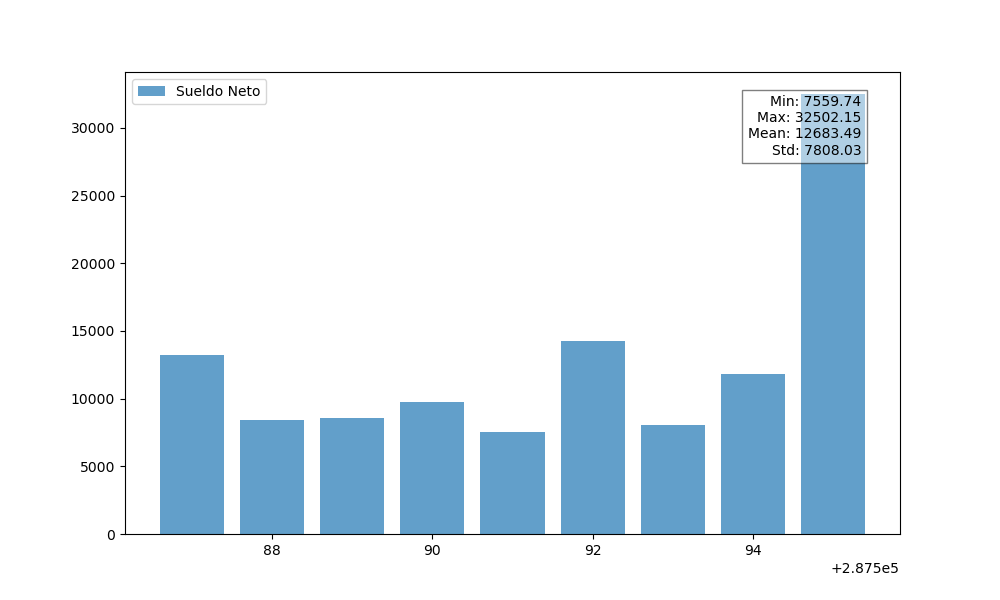 Sueldo Neto
Min: 7559.74
Max: 32502.15
Mean: 12683.49
Std: 7808.03
30000
25000
20000
15000
10000
5000
0
88 90 92 94
+2.875e5